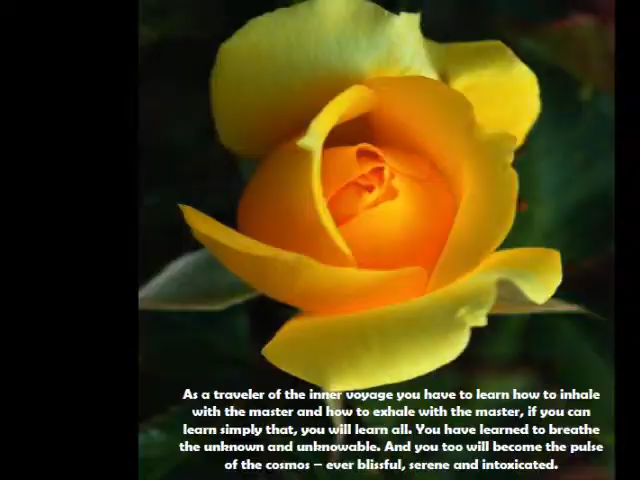 As a traveler of the inner voyage you have to learn how to inhale
with the master and how to exhale with the master, if you can
learn simply that, you will learn all. You have learned to breathe
the unknown and unknowable. And you too will become the pulse
of the cosmos – ever blissful, serene and intoxicated.